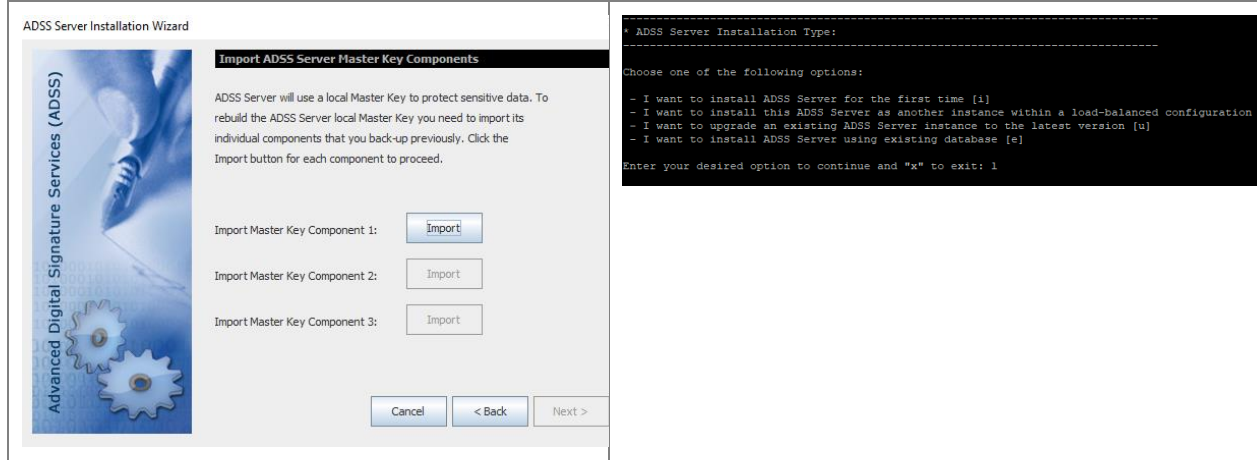 ADSS Server Installation Wizard
Advanced Digital Signature Services (ADSS)
Import ADSS Server Master Key Components
ADSS Server will use a local Master Key to protect sensitive data. To
rebuild the ADSS Server local Master Key you need to import its
individual components that you back-up previously. Click the
Import button for each component to proceed.
Import Master Key Component 1: Import
Import Master Key Component 2: Import
Import Master Key Component 3: Import
Cancel < Back Next >
--------------------------------------------------------------------------
* ADSS Server Installation Type:
--------------------------------------------------------------------------
Choose one of the following options:
- I want to install ADSS Server for the first time [i]
- I want to install this ADSS Server as another instance within a load-balanced configuration
- I want to upgrade an existing ADSS Server instance to the latest version [u]
- I want to install ADSS Server using existing database [e]
Enter your desired option to continue and "x" to exit: l